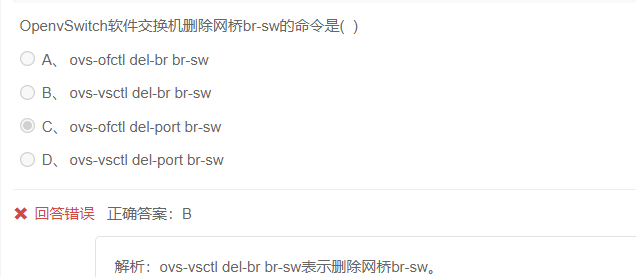 OpenvSwitch软件交换机删除网桥br-sw的命令是(  )
A、 ovs-ofctl del-br br-sw
B、 ovs-vsctl del-br br-sw
C、 ovs-ofctl del-port br-sw
D、 ovs-vsctl del-port br-sw
回答错误 正确答案：B
解析：ovs-vsctl del-br br-sw表示删除网桥br-sw。